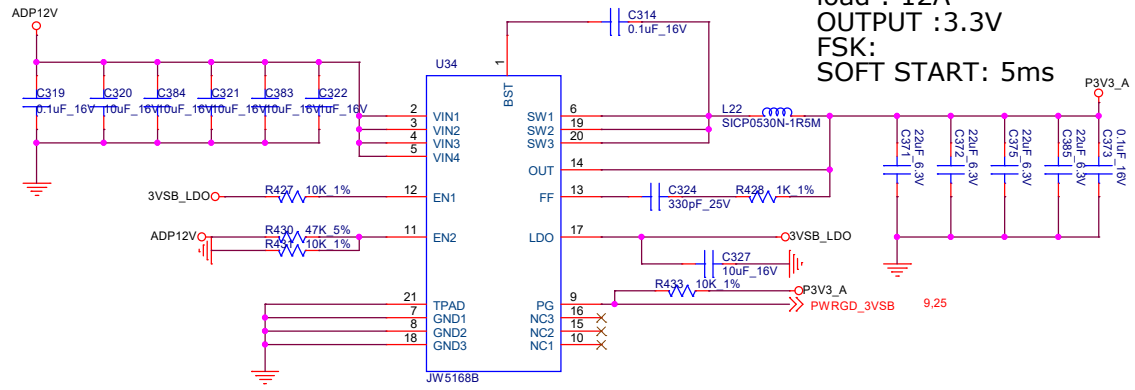 load : 12A
OUTPUT :3.3V
FSK:
SOFT START: 5ms
ADP12V
C314
0.1uF_16V
P3V3_A
U34
1
BST
C319
0.1uF_16V
C320
10uF_16V
C384
10uF_16V
C321
10uF_16V
C383
10uF_16V
C322
1uF_16V
2
VIN1
3
VIN2
4
VIN3
5
VIN4
6
SW1
19
SW2
20
SW3
L22
SICP0530N-1R5M
C371
22uF_6.3V
C372
22uF_6.3V
C375
22uF_6.3V
C385
22uF_6.3V
C373
0.1uF_16V
OUT
14
3VSB_LDO
R427
10K_1%
12
EN1
FF
13
C324
330pF_25V
R428
1K_1%
ADP12V
R430
47K_5%
R431
10K_1%
11
EN2
LDO
17
3VSB_LDO
C327
10uF_16V
R433
10K_1%
P3V3_A
21
TPAD
7
GND1
8
GND2
18
GND3
PG
9
PWRGD_3VSB
9,25
NC3
16
NC2
15
NC1
10
JW5168B